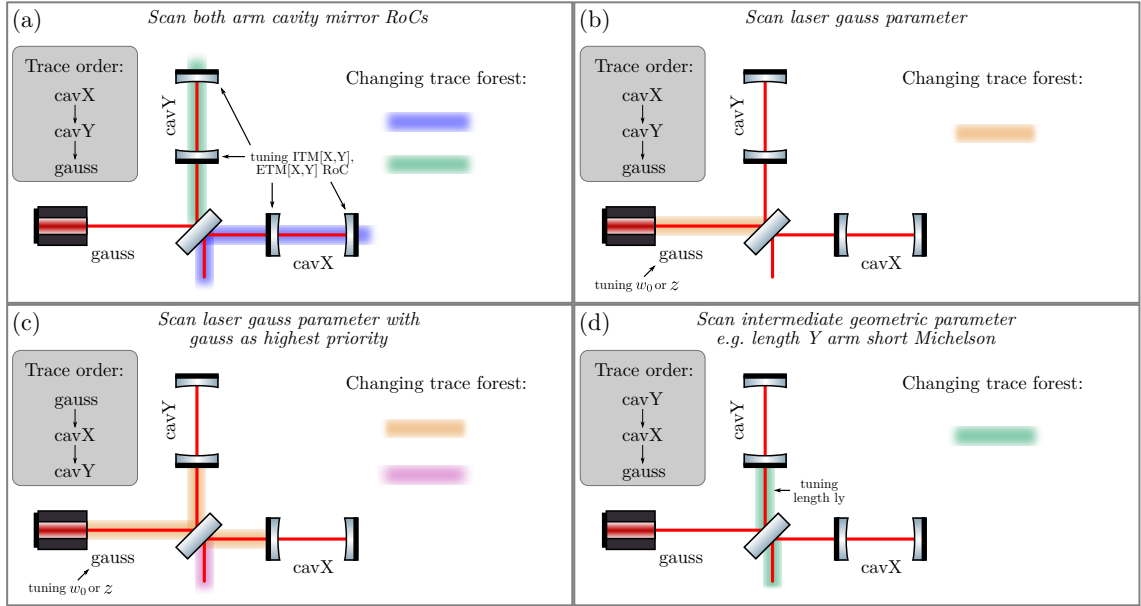 (a)
Scan both arm cavity mirror RoCs
Trace order:
cavX
cavY
gauss
cavY
Changing trace forest:
tuning ITM[X,Y],
ETM[X,Y] RoC
gauss
cavX
(b)
Scan laser gauss parameter
Trace order:
cavX
cavY
gauss
cavY
Changing trace forest:
gauss
cavX
tuning w₀ or z
(c)
Scan laser gauss parameter with
gauss as highest priority
Trace order:
gauss
cavX
cavY
cavY
Changing trace forest:
gauss
cavX
tuning w₀ or z
(d)
Scan intermediate geometric parameter
e.g. length Y arm short Michelson
Trace order:
cavY
cavX
gauss
cavY
Changing trace forest:
tuning
length ly
gauss
cavX